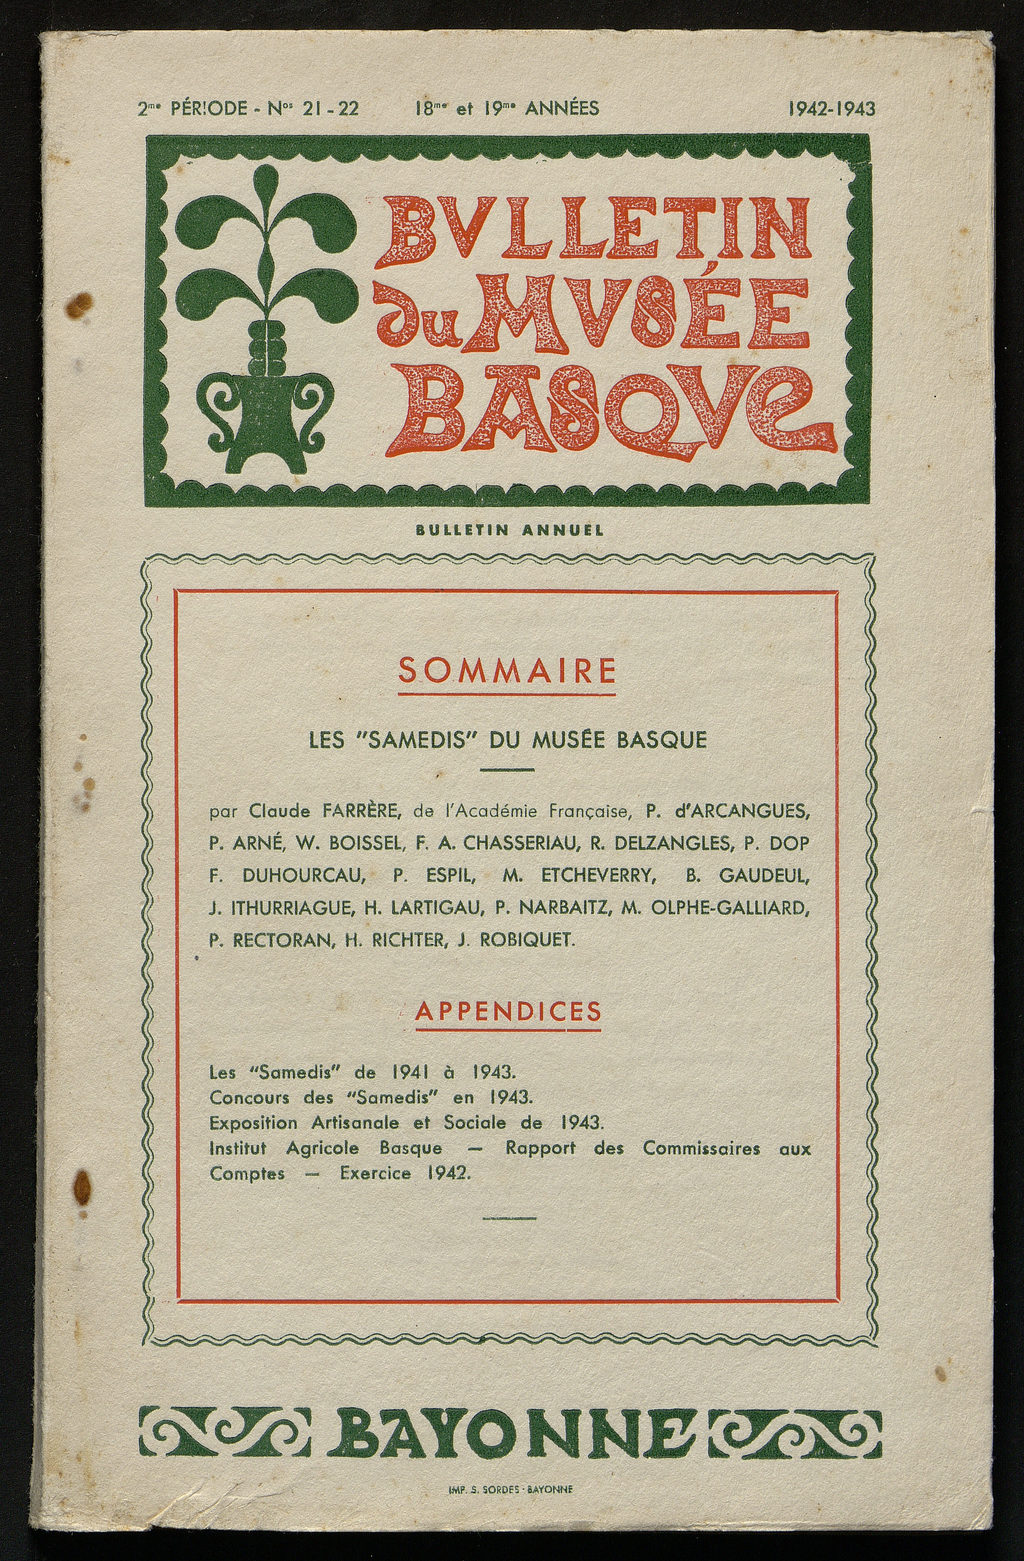 2me PÉRIODE - Nos 21-22 18me et 19me ANNÉES 1942-1943
BVLLETIN
du MVSÉE
BASQVE
BULLETIN ANNUEL
SOMMAIRE
LES "SAMEDIS" DU MUSÉE BASQUE
par Claude FARRÈRE, de l'Académie Française, P. d'ARCANGUES,
P. ARNÉ, W. BOISSEL, F. A. CHASSERIAU, R. DELZANGLES, P. DOP
F. DUHOURCAU, P. ESPIL, M. ETCHEVERRY, B. GAUDEUL,
J. ITHURRIAGUE, H. LARTIGAU, P. NARBAITZ, M. OLPHE-GALLIARD,
P. RECTORAN, H. RICHTER, J. ROBIQUET.
APPENDICES
Les "Samedis" de 1941 à 1943.
Concours des "Samedis" en 1943.
Exposition Artisanale et Sociale de 1943.
Institut Agricole Basque — Rapport des Commissaires aux
Comptes — Exercice 1942.
BAYONNE
IMP. S. SORDES - BAYONNE